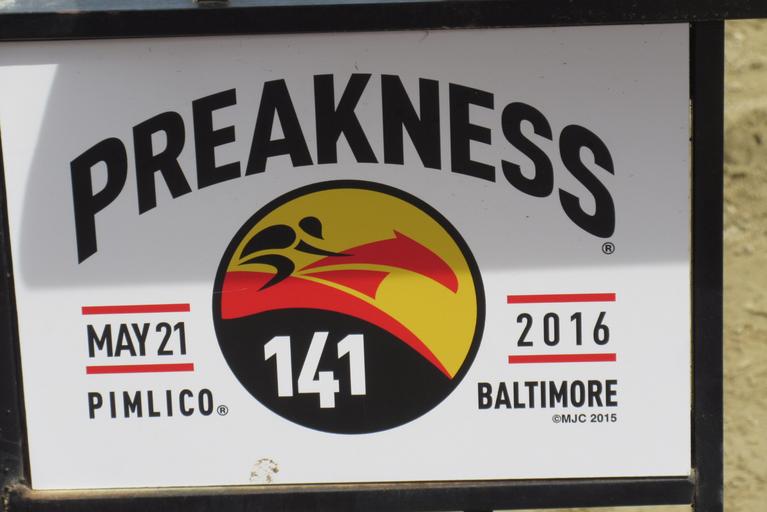 PREAKNESS®
MAY 21
PIMLICO®
141
2016
BALTIMORE
©MJC 2015